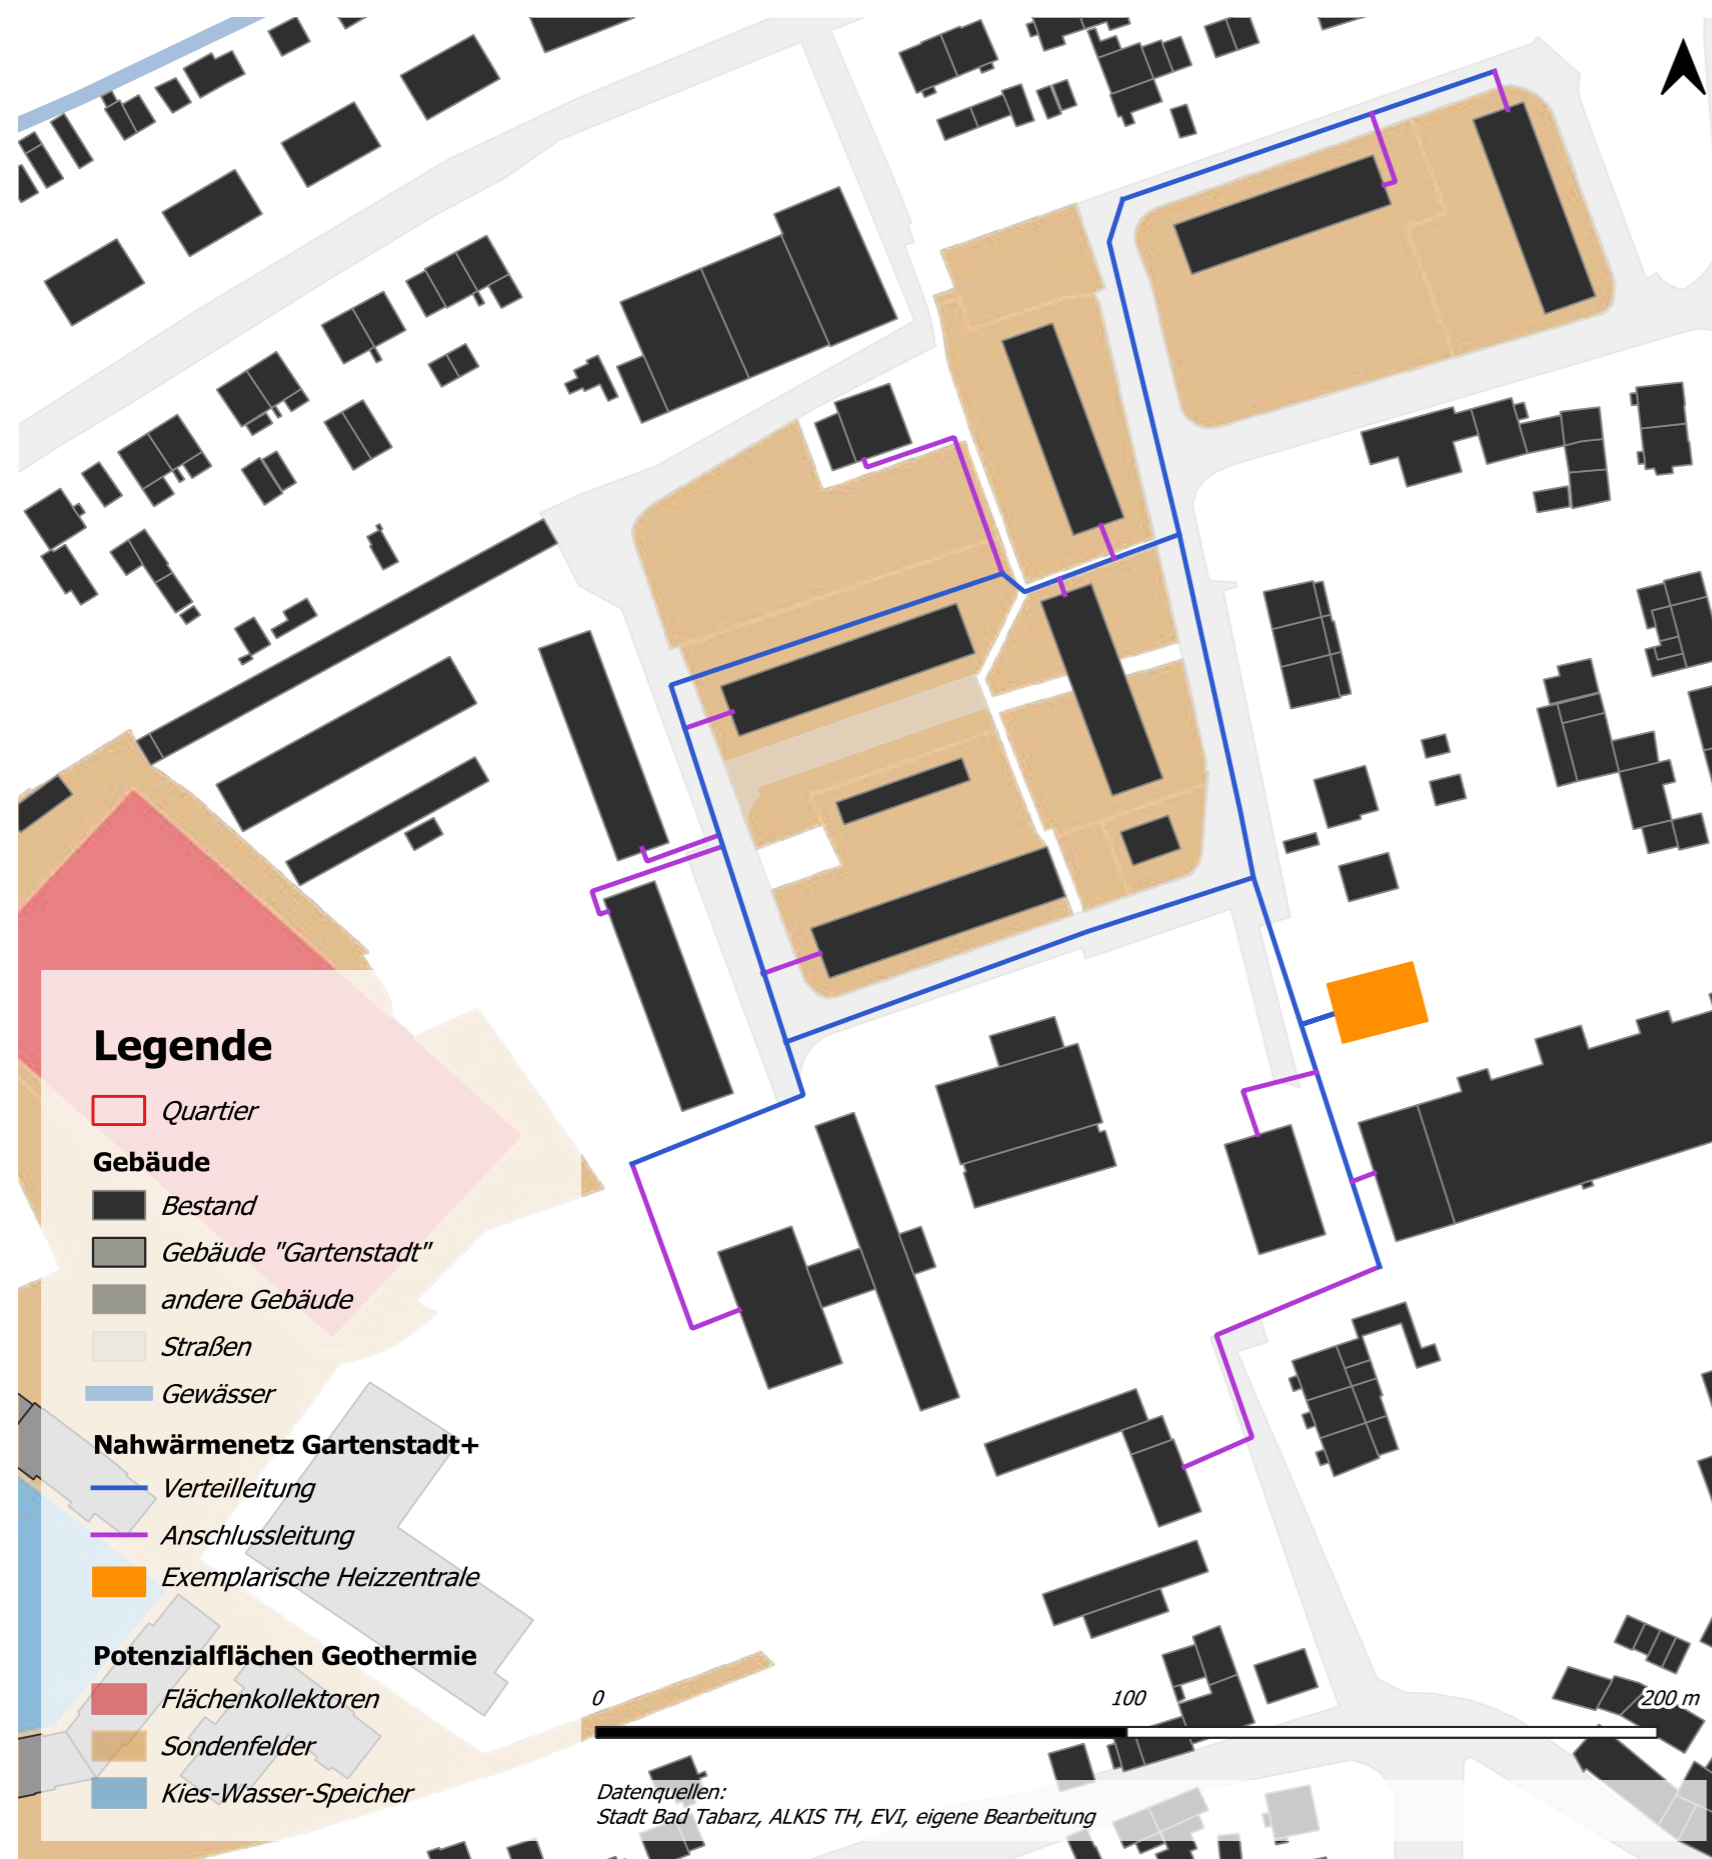 Legende
Quartier
Gebäude
Bestand
Gebäude "Gartenstadt"
andere Gebäude
Straßen
Gewässer
Nahwärmenetz Gartenstadt+
Verteilleitung
Anschlussleitung
Exemplarische Heizzentrale
Potenzialflächen Geothermie
Flächenkollektoren
Sondenfelder
Kies-Wasser-Speicher
0 100 200 m
Datenquellen:
Stadt Bad Tabarz, ALKIS TH, EVI, eigene Bearbeitung